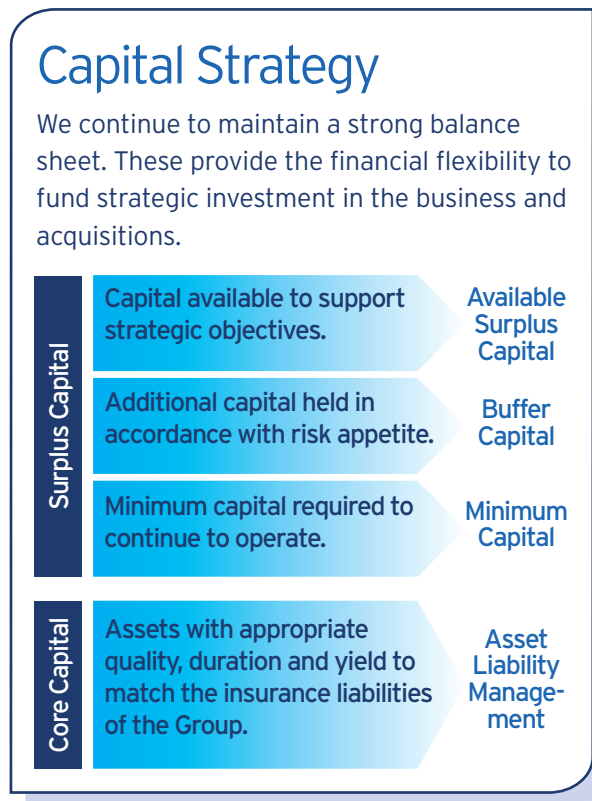 Capital Strategy
We continue to maintain a strong balance
sheet. These provide the financial flexibility to
fund strategic investment in the business and
acquisitions.
Surplus Capital
Capital available to support
strategic objectives.
Available
Surplus
Capital
Additional capital held in
accordance with risk appetite.
Buffer
Capital
Minimum capital required to
continue to operate.
Minimum
Capital
Core Capital
Assets with appropriate
quality, duration and yield to
match the insurance liabilities
of the Group.
Asset
Liability
Manage-
ment